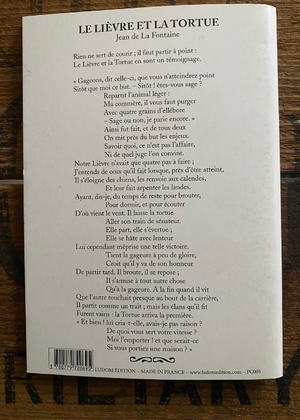 LE LIÈVRE ET LA TORTUE
Jean de La Fontaine
Rien ne sert de courir ; il faut partir à point :
Le Lièvre et la Tortue en sont un témoignage.
« Gageons, dit celle-ci, que vous n'atteindrez point
Sitôt que moi ce but. – Sitôt ! êtes-vous sage ?
Repartit l'animal léger :
Ma commère, il vous faut purger
Avec quatre grains d'ellébore
– Sage ou non, je parie encore. »
Ainsi fut fait, et de tous deux
On mit près du but les enjeux.
Savoir quoi, ce n'est pas l'affaire,
Ni de quel juge l'on convint.
Notre Lièvre n'avait que quatre pas à faire ;
J'entends de ceux qu'il fait lorsque, près d'être atteint,
Il s'éloigne des chiens, les renvoie aux calendes,
Et leur fait arpenter les landes.
Ayant, dis-je, du temps de reste pour brouter,
Pour dormir, et pour écouter
D'où vient le vent. Il laisse la tortue
Aller son train de sénateur.
Elle part, elle s'évertue ;
Elle se hâte avec lenteur
Lui cependant méprise une telle victoire.
Tient la gageure à peu de gloire,
Croit qu'il y va de son honneur
De partir tard. Il broute, il se repose ;
Il s'amuse à tout autre chose
Qu'à la gageure. A la fin quand il vit
Que l'autre touchait presque au bout de la carrière,
Il partit comme un trait ; mais les élans qu'il fit
Furent vains : la Tortue arriva la première.
« Et bien ! lui cria-t-elle, avais-je pas raison ?
De quoi vous sert votre vitesse ?
Moi l'emporter ! et que serait-ce
Si vous portiez une maison ? »
LUDOM ÉDITION – MADE IN FRANCE – www.ludomedition.com – PC003